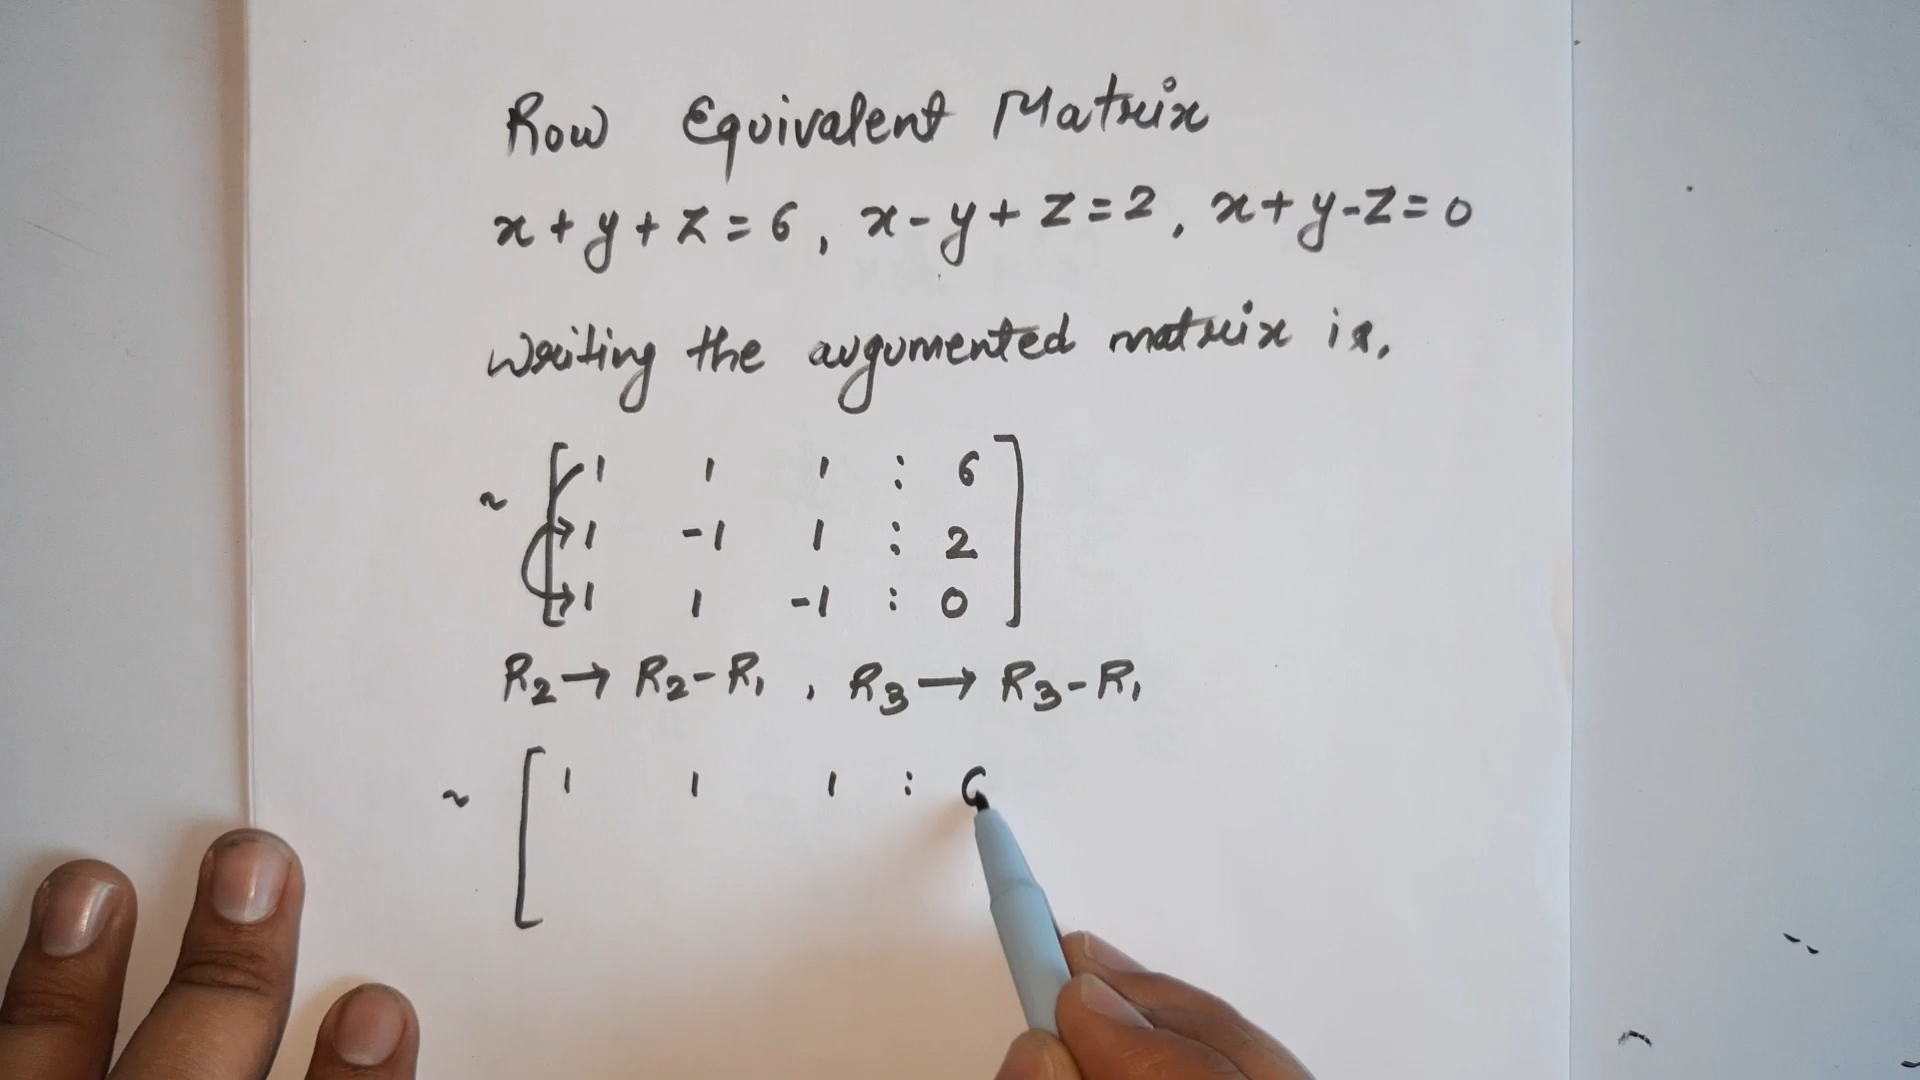 Row Equivalent Matrix
x + y + z = 6, x - y + z = 2, x + y - z = 0
Writing the augumented matrix is,
~ [ 1 1 1 : 6 ]
1 -1 1 : 2
1 1 -1 : 0
R2 → R2 - R1, R3 → R3 - R1
~ [ 1 1 1 : 6